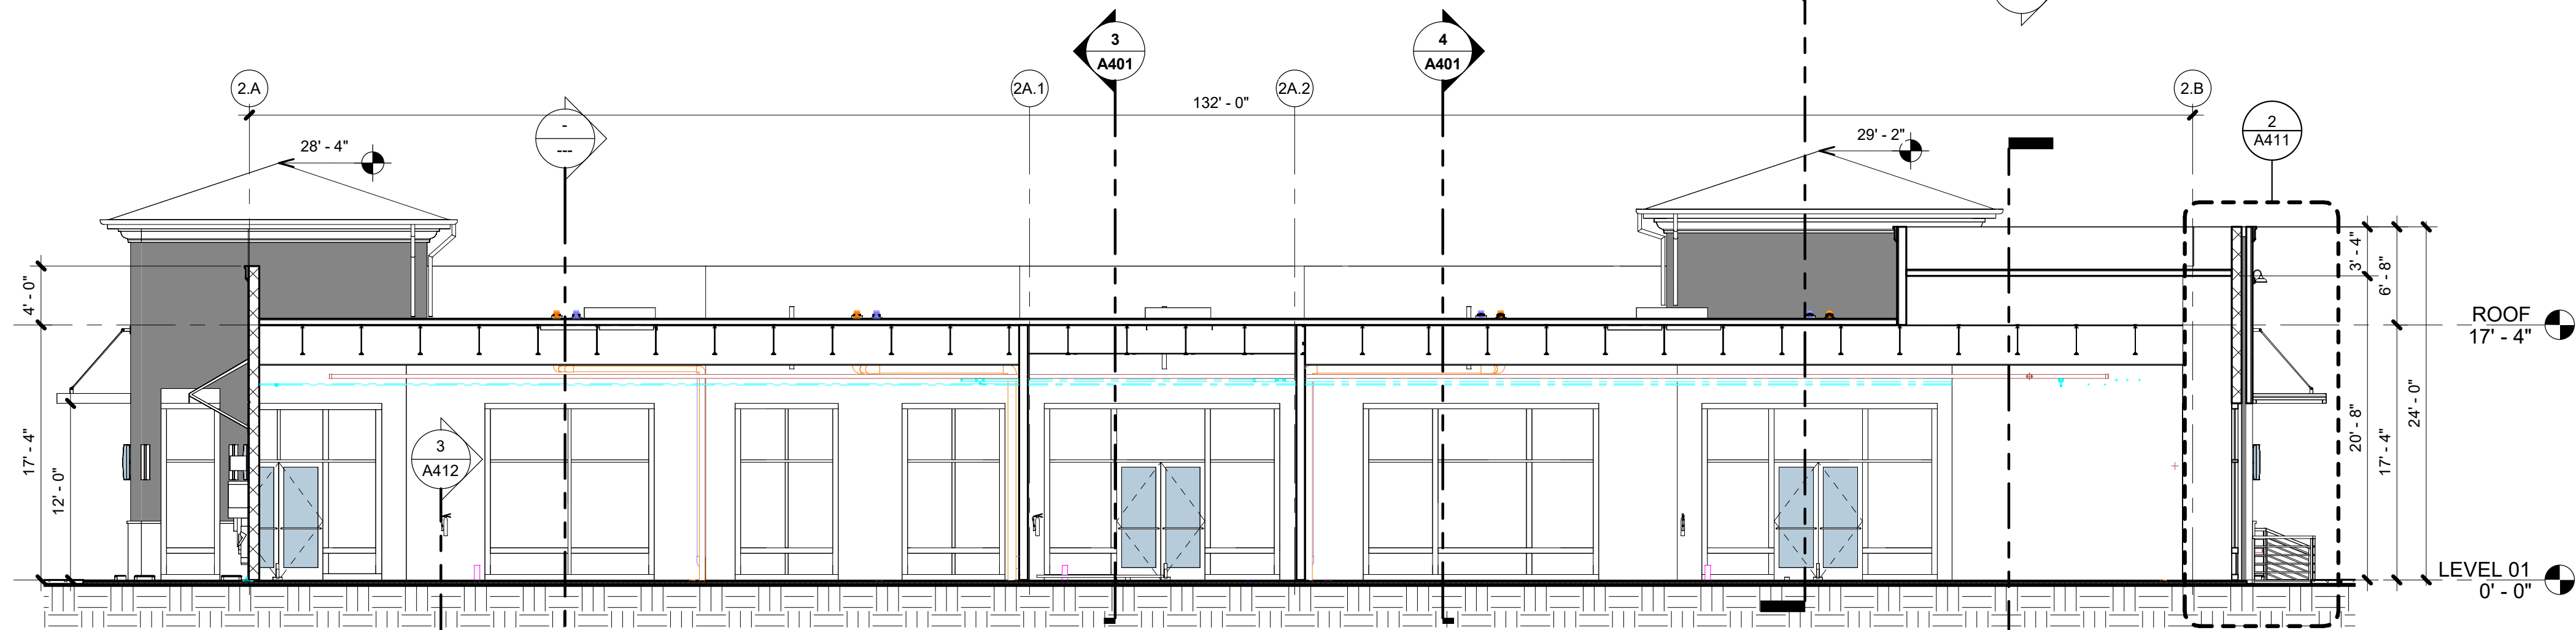 3
A401
4
A401
2.A
2A.1
2A.2
2.B
132' - 0"
-
---
2
A411
28' - 4"
29' - 2"
4' - 0"
17' - 4"
12' - 0"
3
A412
3' - 4"
6' - 8"
20' - 8"
17' - 4"
24' - 0"
ROOF
17' - 4"
LEVEL 01
0' - 0"